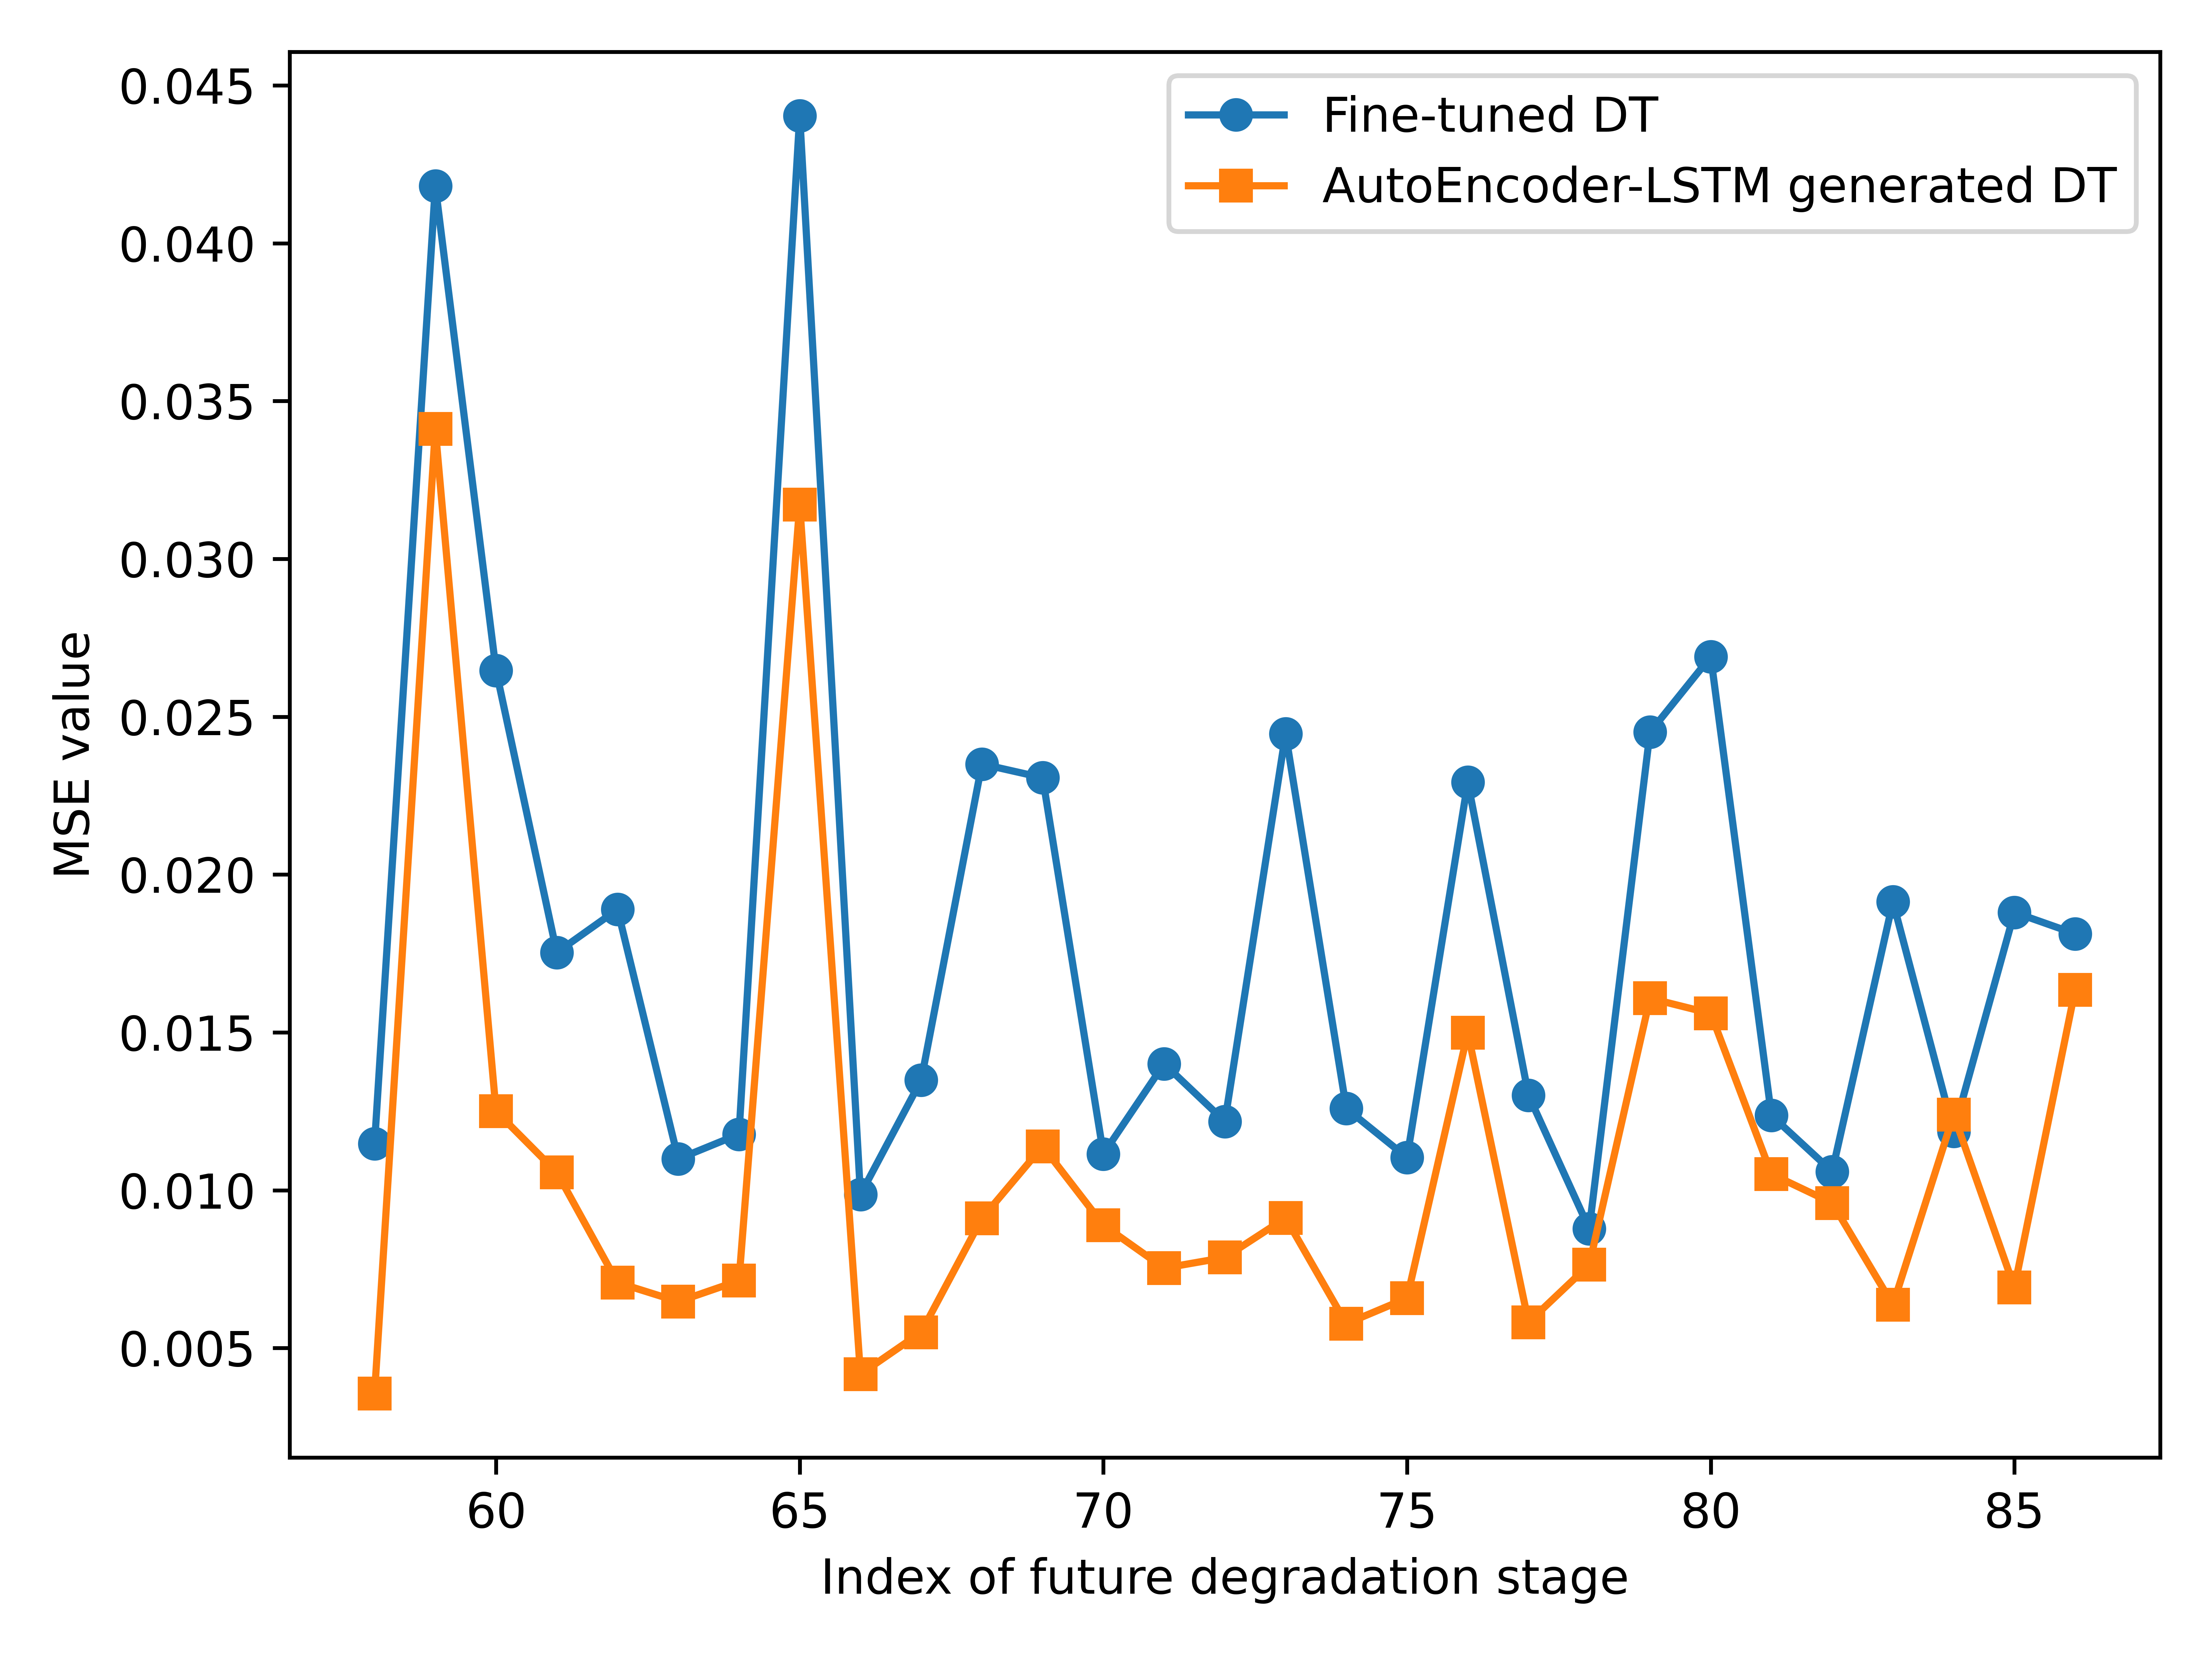 Fine-tuned DT
AutoEncoder-LSTM generated DT
0.045
0.040
0.035
0.030
0.025
0.020
0.015
0.010
0.005
MSE value
60 65 70 75 80 85
Index of future degradation stage